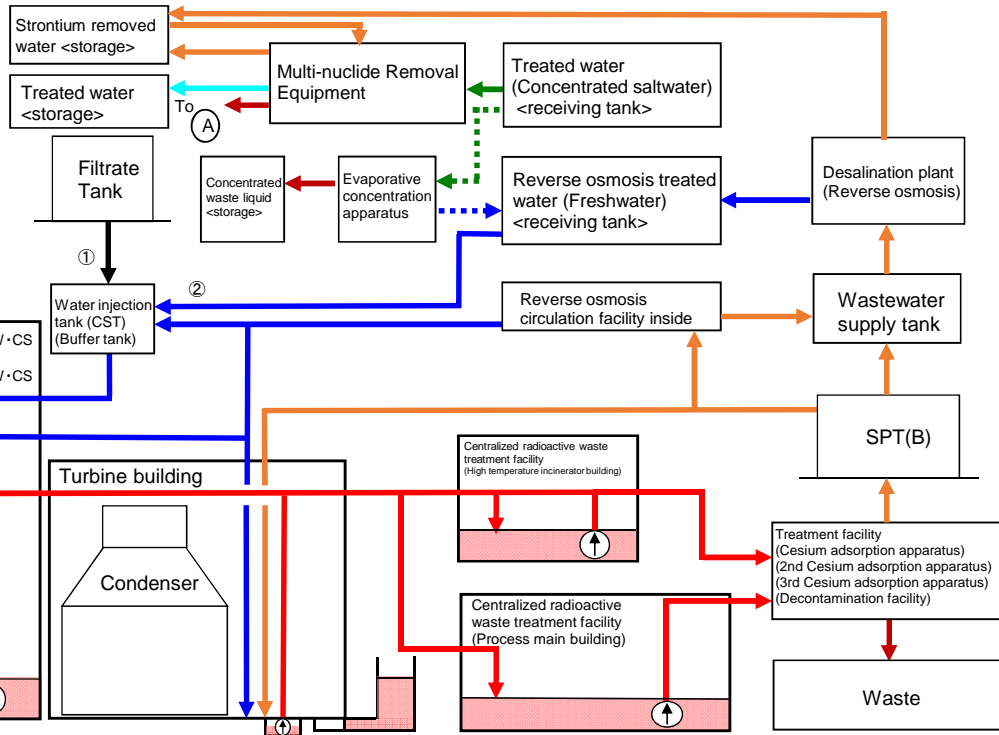 Strontium removed
water <storage>
Treated water
<storage>
To
A
Multi-nuclide Removal
Equipment
Treated water
(Concentrated saltwater)
<receiving tank>
Filtrate
Tank
Concentrated
waste liquid
<storage>
Evaporative
concentration
apparatus
Reverse osmosis treated
water (Freshwater)
<receiving tank>
Desalination plant
(Reverse osmosis)
①
②
Water injection
tank (CST)
(Buffer tank)
Reverse osmosis
circulation facility inside
Wastewater
supply tank
・CS
・CS
SPT(B)
Turbine building
Condenser
Centralized radioactive waste
treatment facility
(High temperature incinerator building)
Centralized radioactive
waste treatment facility
(Process main building)
Treatment facility
(Cesium adsorption apparatus)
(2nd Cesium adsorption apparatus)
(3rd Cesium adsorption apparatus)
(Decontamination facility)
Waste